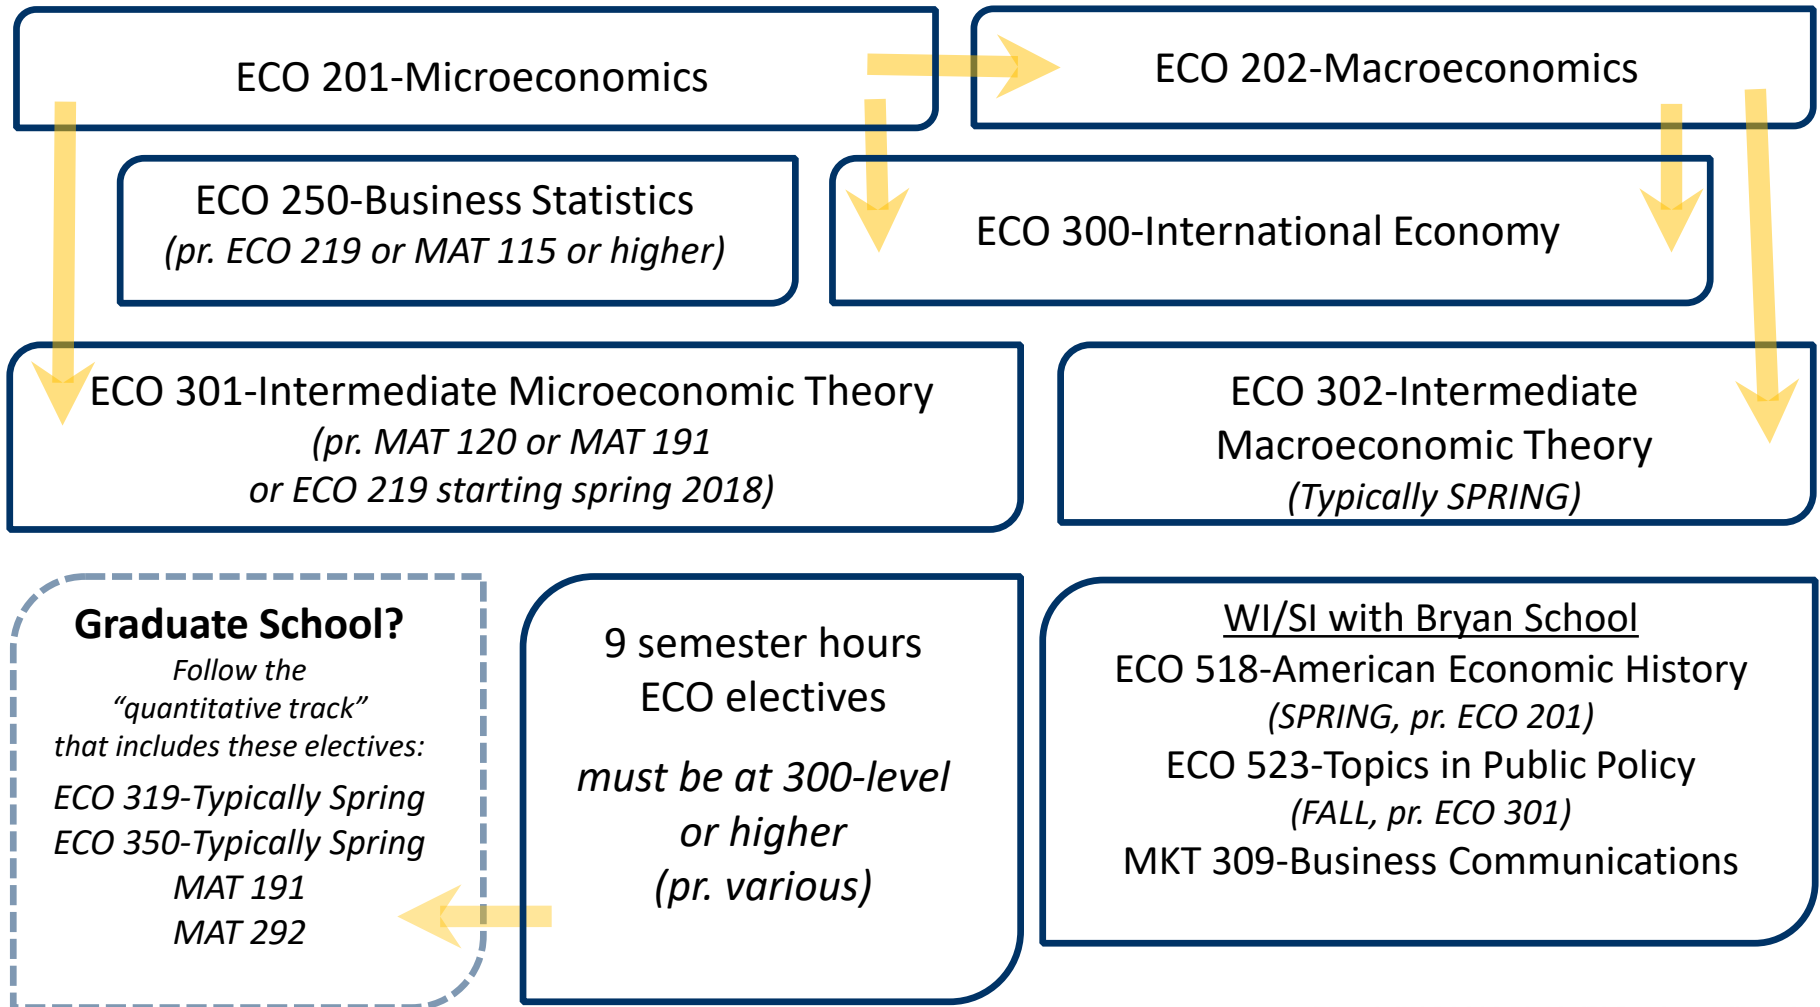 ECO 201-Microeconomics
ECO 202-Macroeconomics
ECO 250-Business Statistics
(pr. ECO 219 or MAT 115 or higher)
ECO 300-International Economy
ECO 301-Intermediate Microeconomic Theory
(pr. MAT 120 or MAT 191
or ECO 219 starting spring 2018)
ECO 302-Intermediate
Macroeconomic Theory
(Typically SPRING)
Graduate School?
Follow the
“quantitative track”
that includes these electives:
ECO 319-Typically Spring
ECO 350-Typically Spring
MAT 191
MAT 292
9 semester hours
ECO electives
must be at 300-level
or higher
(pr. various)
WI/SI with Bryan School
ECO 518-American Economic History
(SPRING, pr. ECO 201)
ECO 523-Topics in Public Policy
(FALL, pr. ECO 301)
MKT 309-Business Communications